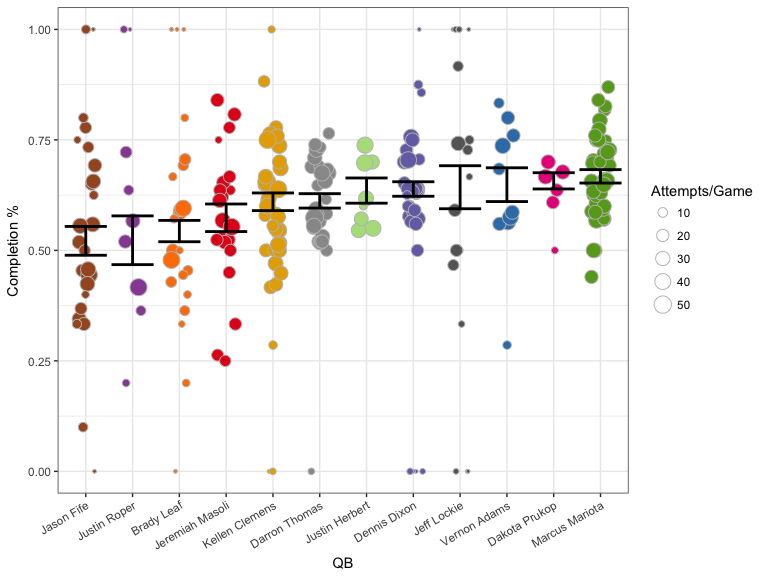 1.00
0.75
0.50
0.25
0.00
Completion %
Jason Fife
Justin Roper
Brady Leaf
Jeremiah Masoli
Kellen Clemens
Darron Thomas
Justin Herbert
Dennis Dixon
Jeff Lockie
Vernon Adams
Dakota Prukop
Marcus Mariota
QB
Attempts/Game
10
20
30
40
50